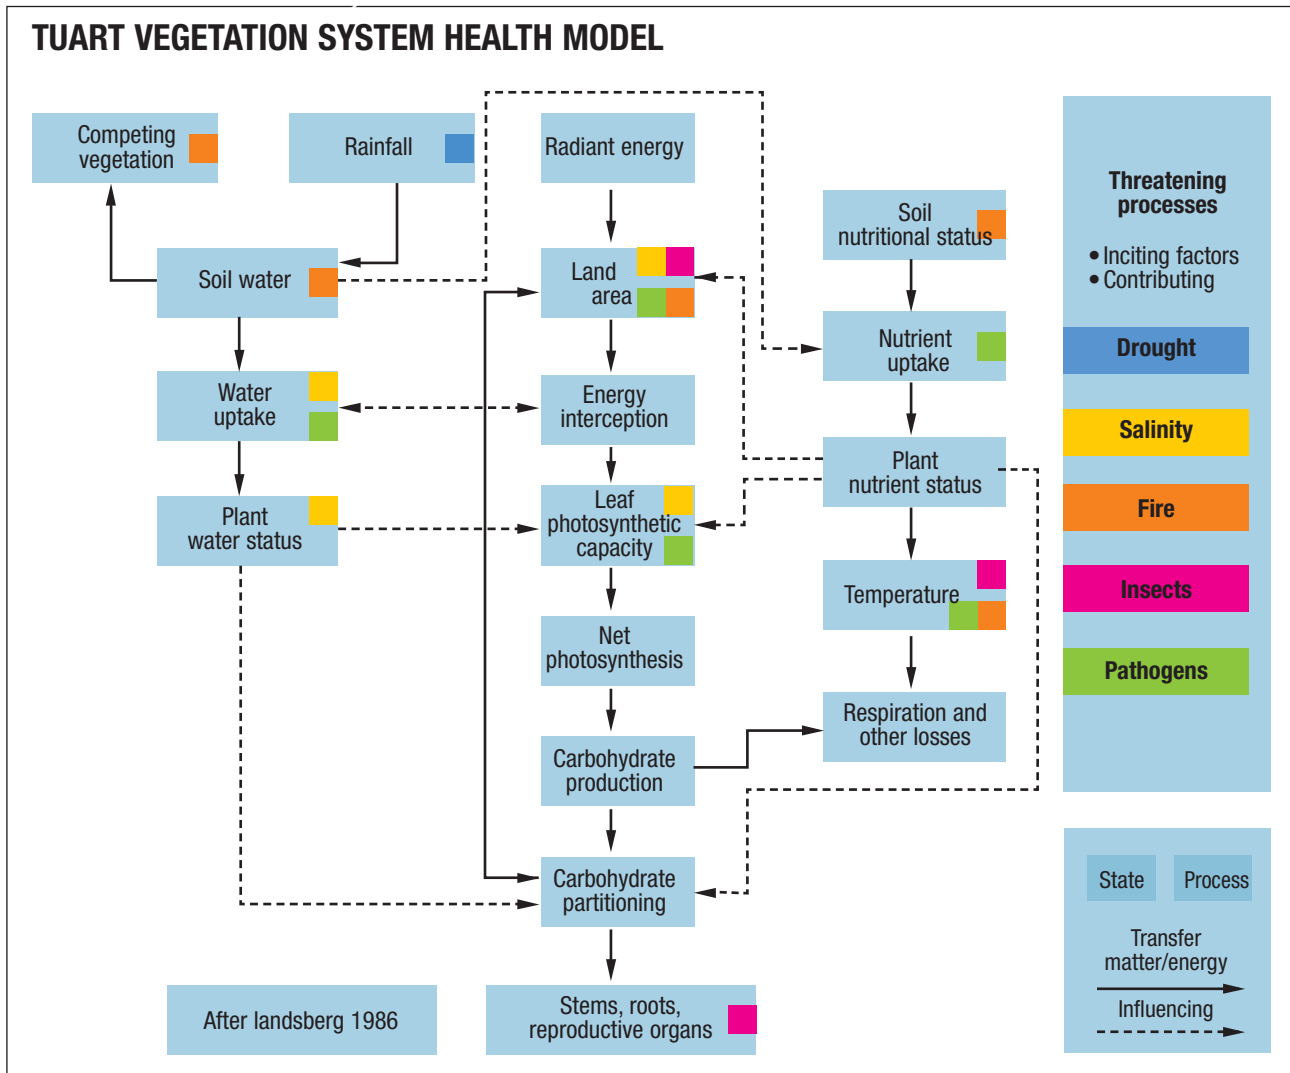 TUART VEGETATION SYSTEM HEALTH MODEL
Competing
vegetation
Rainfall
Radiant energy
Soil
nutritional status
Soil water
Land
area
Nutrient
uptake
Water
uptake
Energy
interception
Plant
nutrient status
Plant
water status
Leaf
photosynthetic
capacity
Temperature
Net
photosynthesis
Respiration and
other losses
Carbohydrate
production
Carbohydrate
partitioning
After landsberg 1986
Stems, roots,
reproductive organs
Threatening
processes
• Inciting factors
• Contributing
Drought
Salinity
Fire
Insects
Pathogens
State
Process
Transfer
matter/energy
Influencing